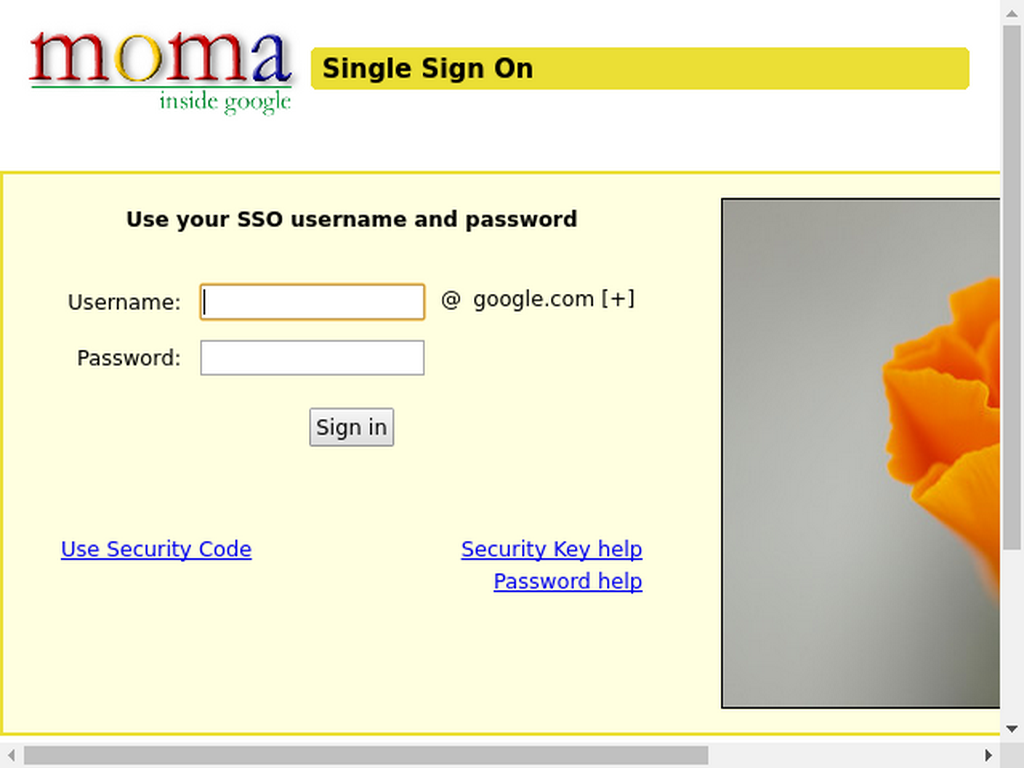 moma
inside google
Single Sign On
Use your SSO username and password
Username: @ google.com [+]
Password:
Sign in
Use Security Code
Security Key help
Password help